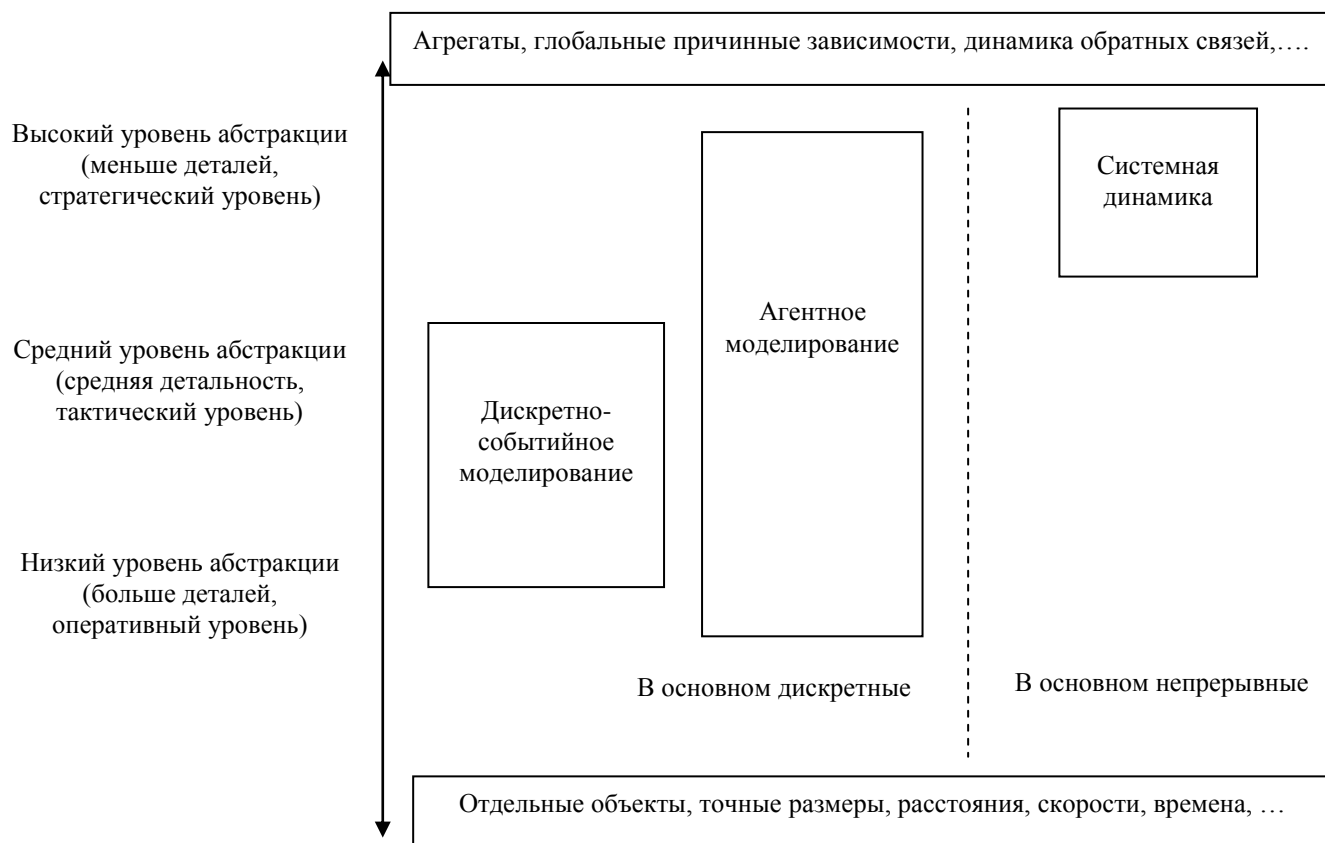 Агрегаты, глобальные причинные зависимости, динамика обратных связей,….
Высокий уровень абстракции
(меньше деталей,
стратегический уровень)
Системная
динамика
Агентное
моделирование
Средний уровень абстракции
(средняя детальность,
тактический уровень)
Дискретно-
событийное
моделирование
Низкий уровень абстракции
(больше деталей,
оперативный уровень)
В основном дискретные
В основном непрерывные
Отдельные объекты, точные размеры, расстояния, скорости, времена, …